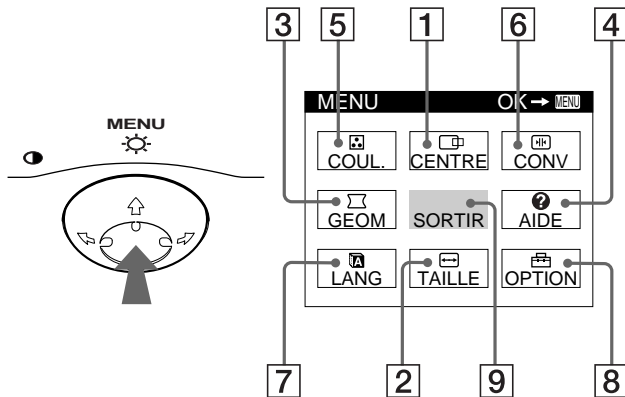 3 5 1 6 4
MENU
MENU OK→ MENU
COUL. CENTRE CONV
GEOM SORTIR AIDE
LANG TAILLE OPTION
7 2 9 8